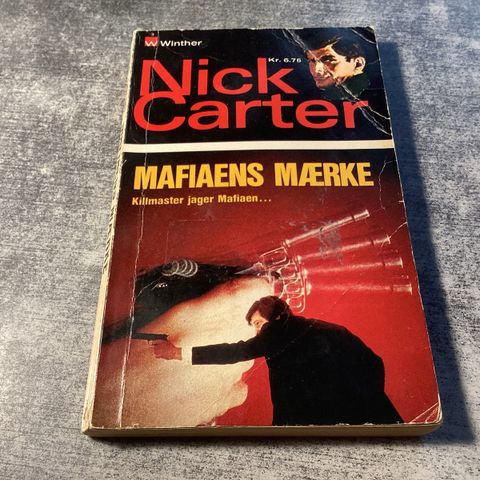 W Winther
Kr. 6.75
Nick
Carter
MAFIAENS MÆRKE
Killmaster jager Mafiaen...